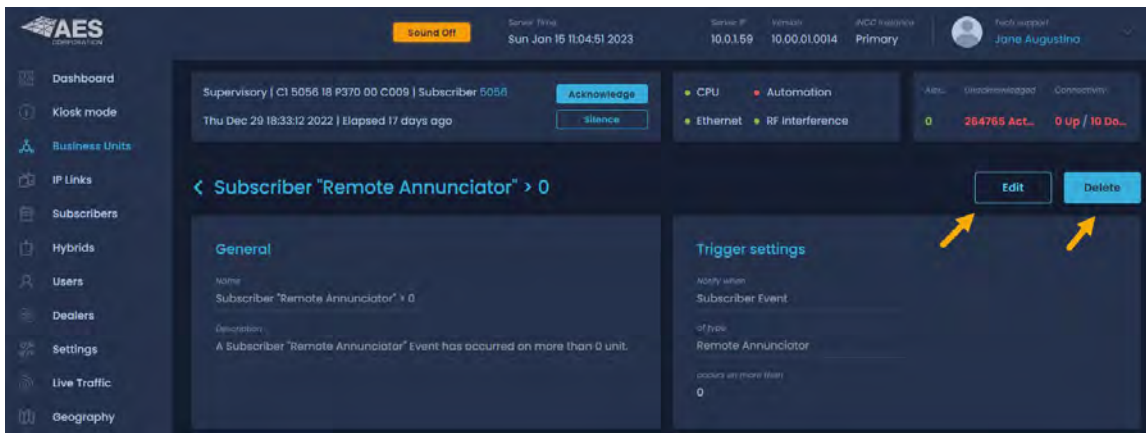 AES
CORPORATION
Sound Off
Server Time
Sun Jan 15 11:04:51 2023
Server IP
10.0.1.59
Version
10.00.01.0014
Primary
Tech support
Jane Augustino
Dashboard
Kiosk mode
Business Units
IP Links
Subscribers
Hybrids
Users
Dealers
Settings
Live Traffic
Geography
Supervisory | C1 5056 18 P370 00 C009 | Subscriber 5056
Thu Dec 29 18:33:12 2022 | Elapsed 17 days ago
Acknowledge
Silence
CPU
Automation
Ethernet
RF Interference
Unacknowledged
Connectivity
0
264765 Act...
0 Up / 10 Do...
< Subscriber "Remote Annunciator" > 0
Edit
Delete
General
Name
Subscriber "Remote Annunciator" > 0
Description
A Subscriber "Remote Annunciator" Event has occurred on more than 0 unit.
Trigger settings
Notify when
Subscriber Event
of type
Remote Annunciator
occurs on more than
0